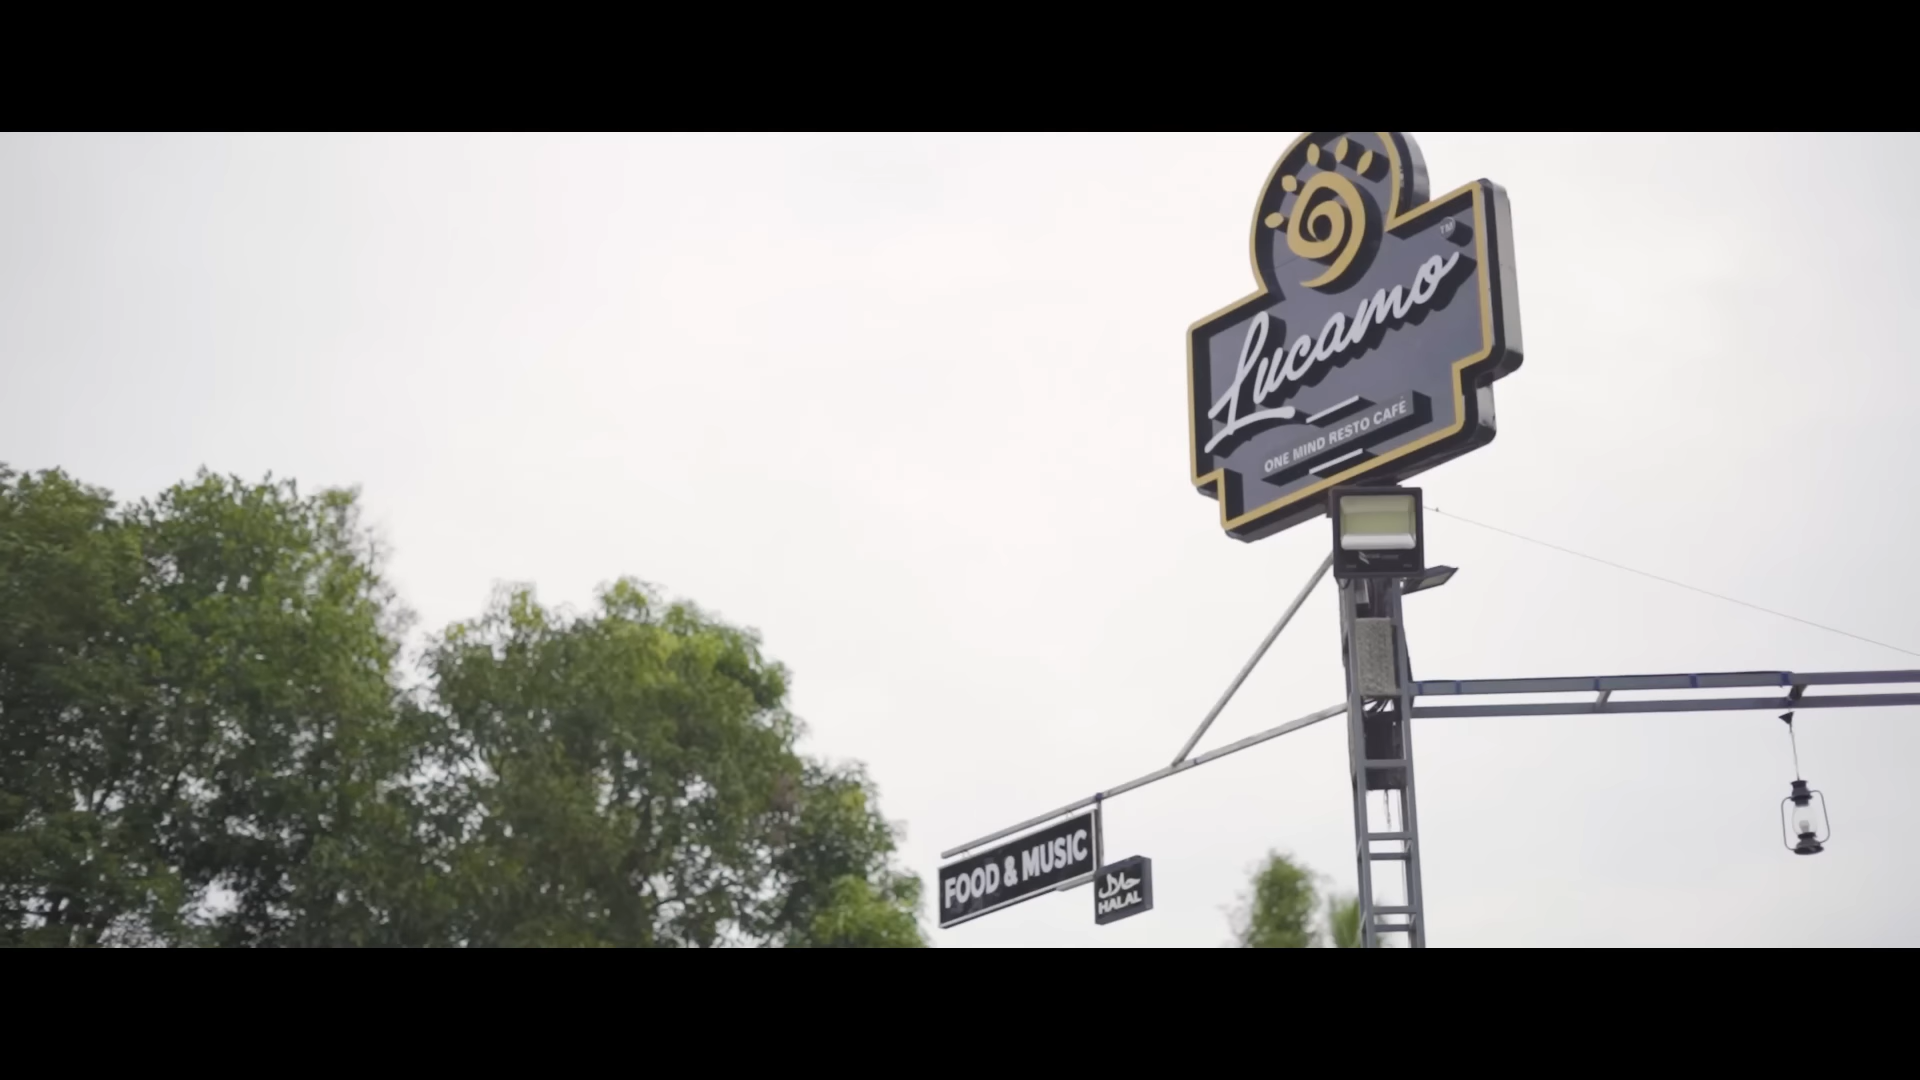 Lucamo
TM
ONE MIND RESTO CAFÉ
FOOD & MUSIC
حلال
HALAL